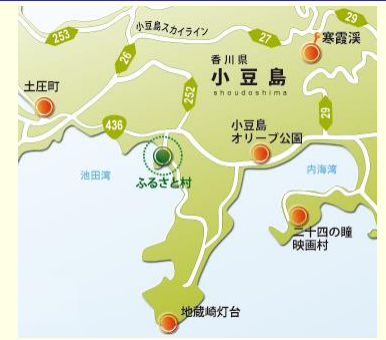 253
26
小豆島スカイライン
27
29
寒霞渓
香川県
小豆島
shoudoshima
土圧町
252
29
436
小豆島
オリーブ公園
池田湾
ふるさと村
内海湾
二十四の瞳
映画村
地蔵崎灯台